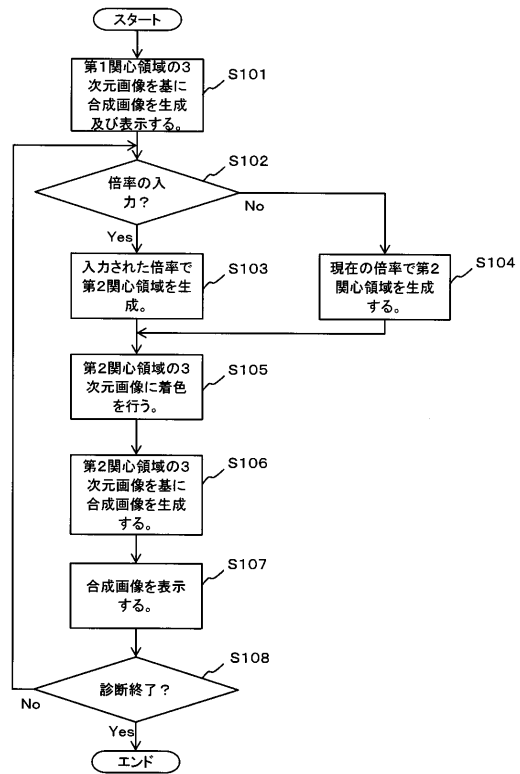 スタート
第1関心領域の3
次元画像を基に
合成画像を生成
及び表示する。
S101
倍率の入
力?
S102
No
Yes
入力された倍率で
第2関心領域を生
成。
S103
現在の倍率で第2
関心領域を生成
する。
S104
第2関心領域の3
次元画像に着色
を行う。
S105
第2関心領域の3
次元画像を基に
合成画像を生成
する。
S106
合成画像を表示
する。
S107
診断終了?
S108
No
Yes
エンド